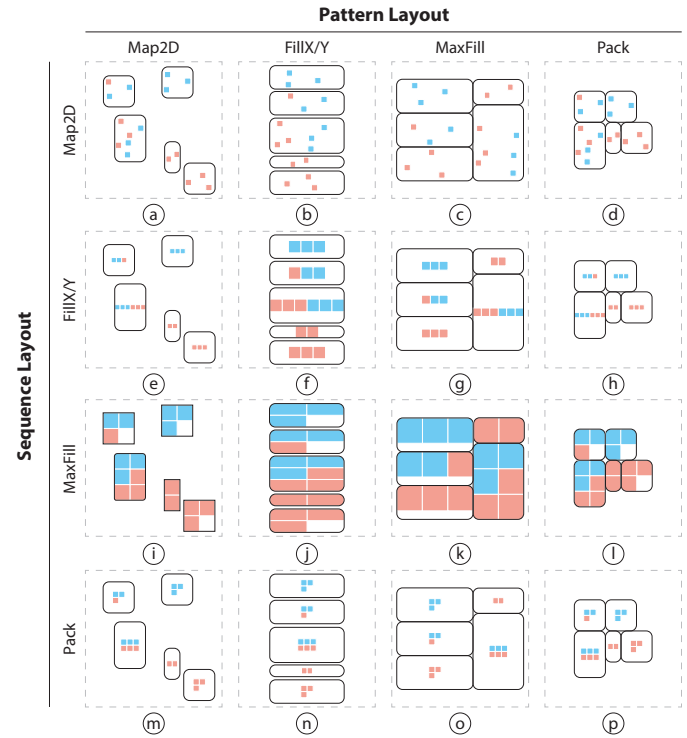 Pattern Layout
Map2D FillX/Y MaxFill Pack
Sequence Layout
Map2D
a b c d
FillX/Y
e f g h
MaxFill
i j k l
Pack
m n o p